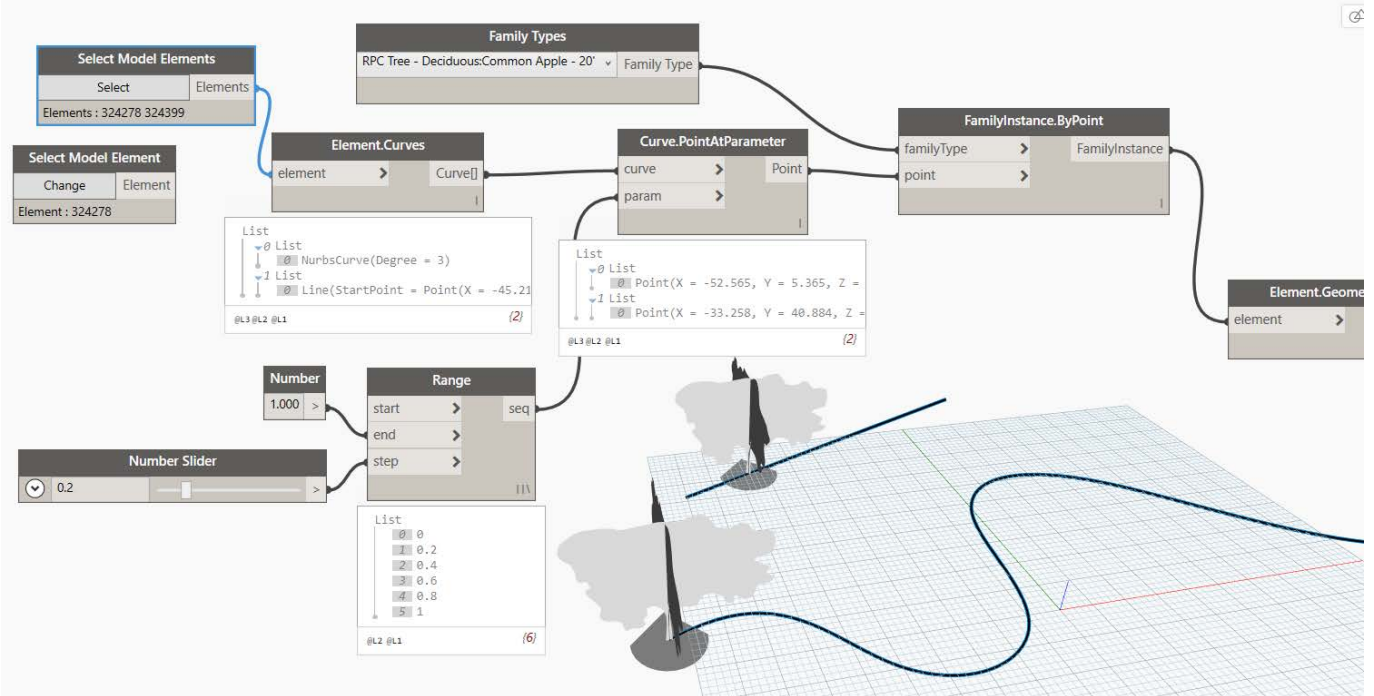 Family Types
RPC Tree - Deciduous:Common Apple - 20'
Family Type
Select Model Elements
Select
Elements
Elements : 324278 324399
Select Model Element
Change
Element
Element : 324278
Element.Curves
element >
Curve[]
List
0 List
0 NurbsCurve(Degree = 3)
1 List
0 Line(StartPoint = Point(X = -45.21
@L3 @L2 @L1
{2}
Curve.PointAtParameter
curve >
Point
param >
List
0 List
0 Point(X = -52.565, Y = 5.365, Z =
1 List
0 Point(X = -33.258, Y = 40.884, Z =
@L3 @L2 @L1
{2}
FamilyInstance.ByPoint
familyType >
FamilyInstance
point >
Element.Geome
element >
Number
1.000 >
Range
start >
seq
end >
step >
Number Slider
0.2
>
List
0 0
1 0.2
2 0.4
3 0.6
4 0.8
5 1
@L2 @L1
{6}